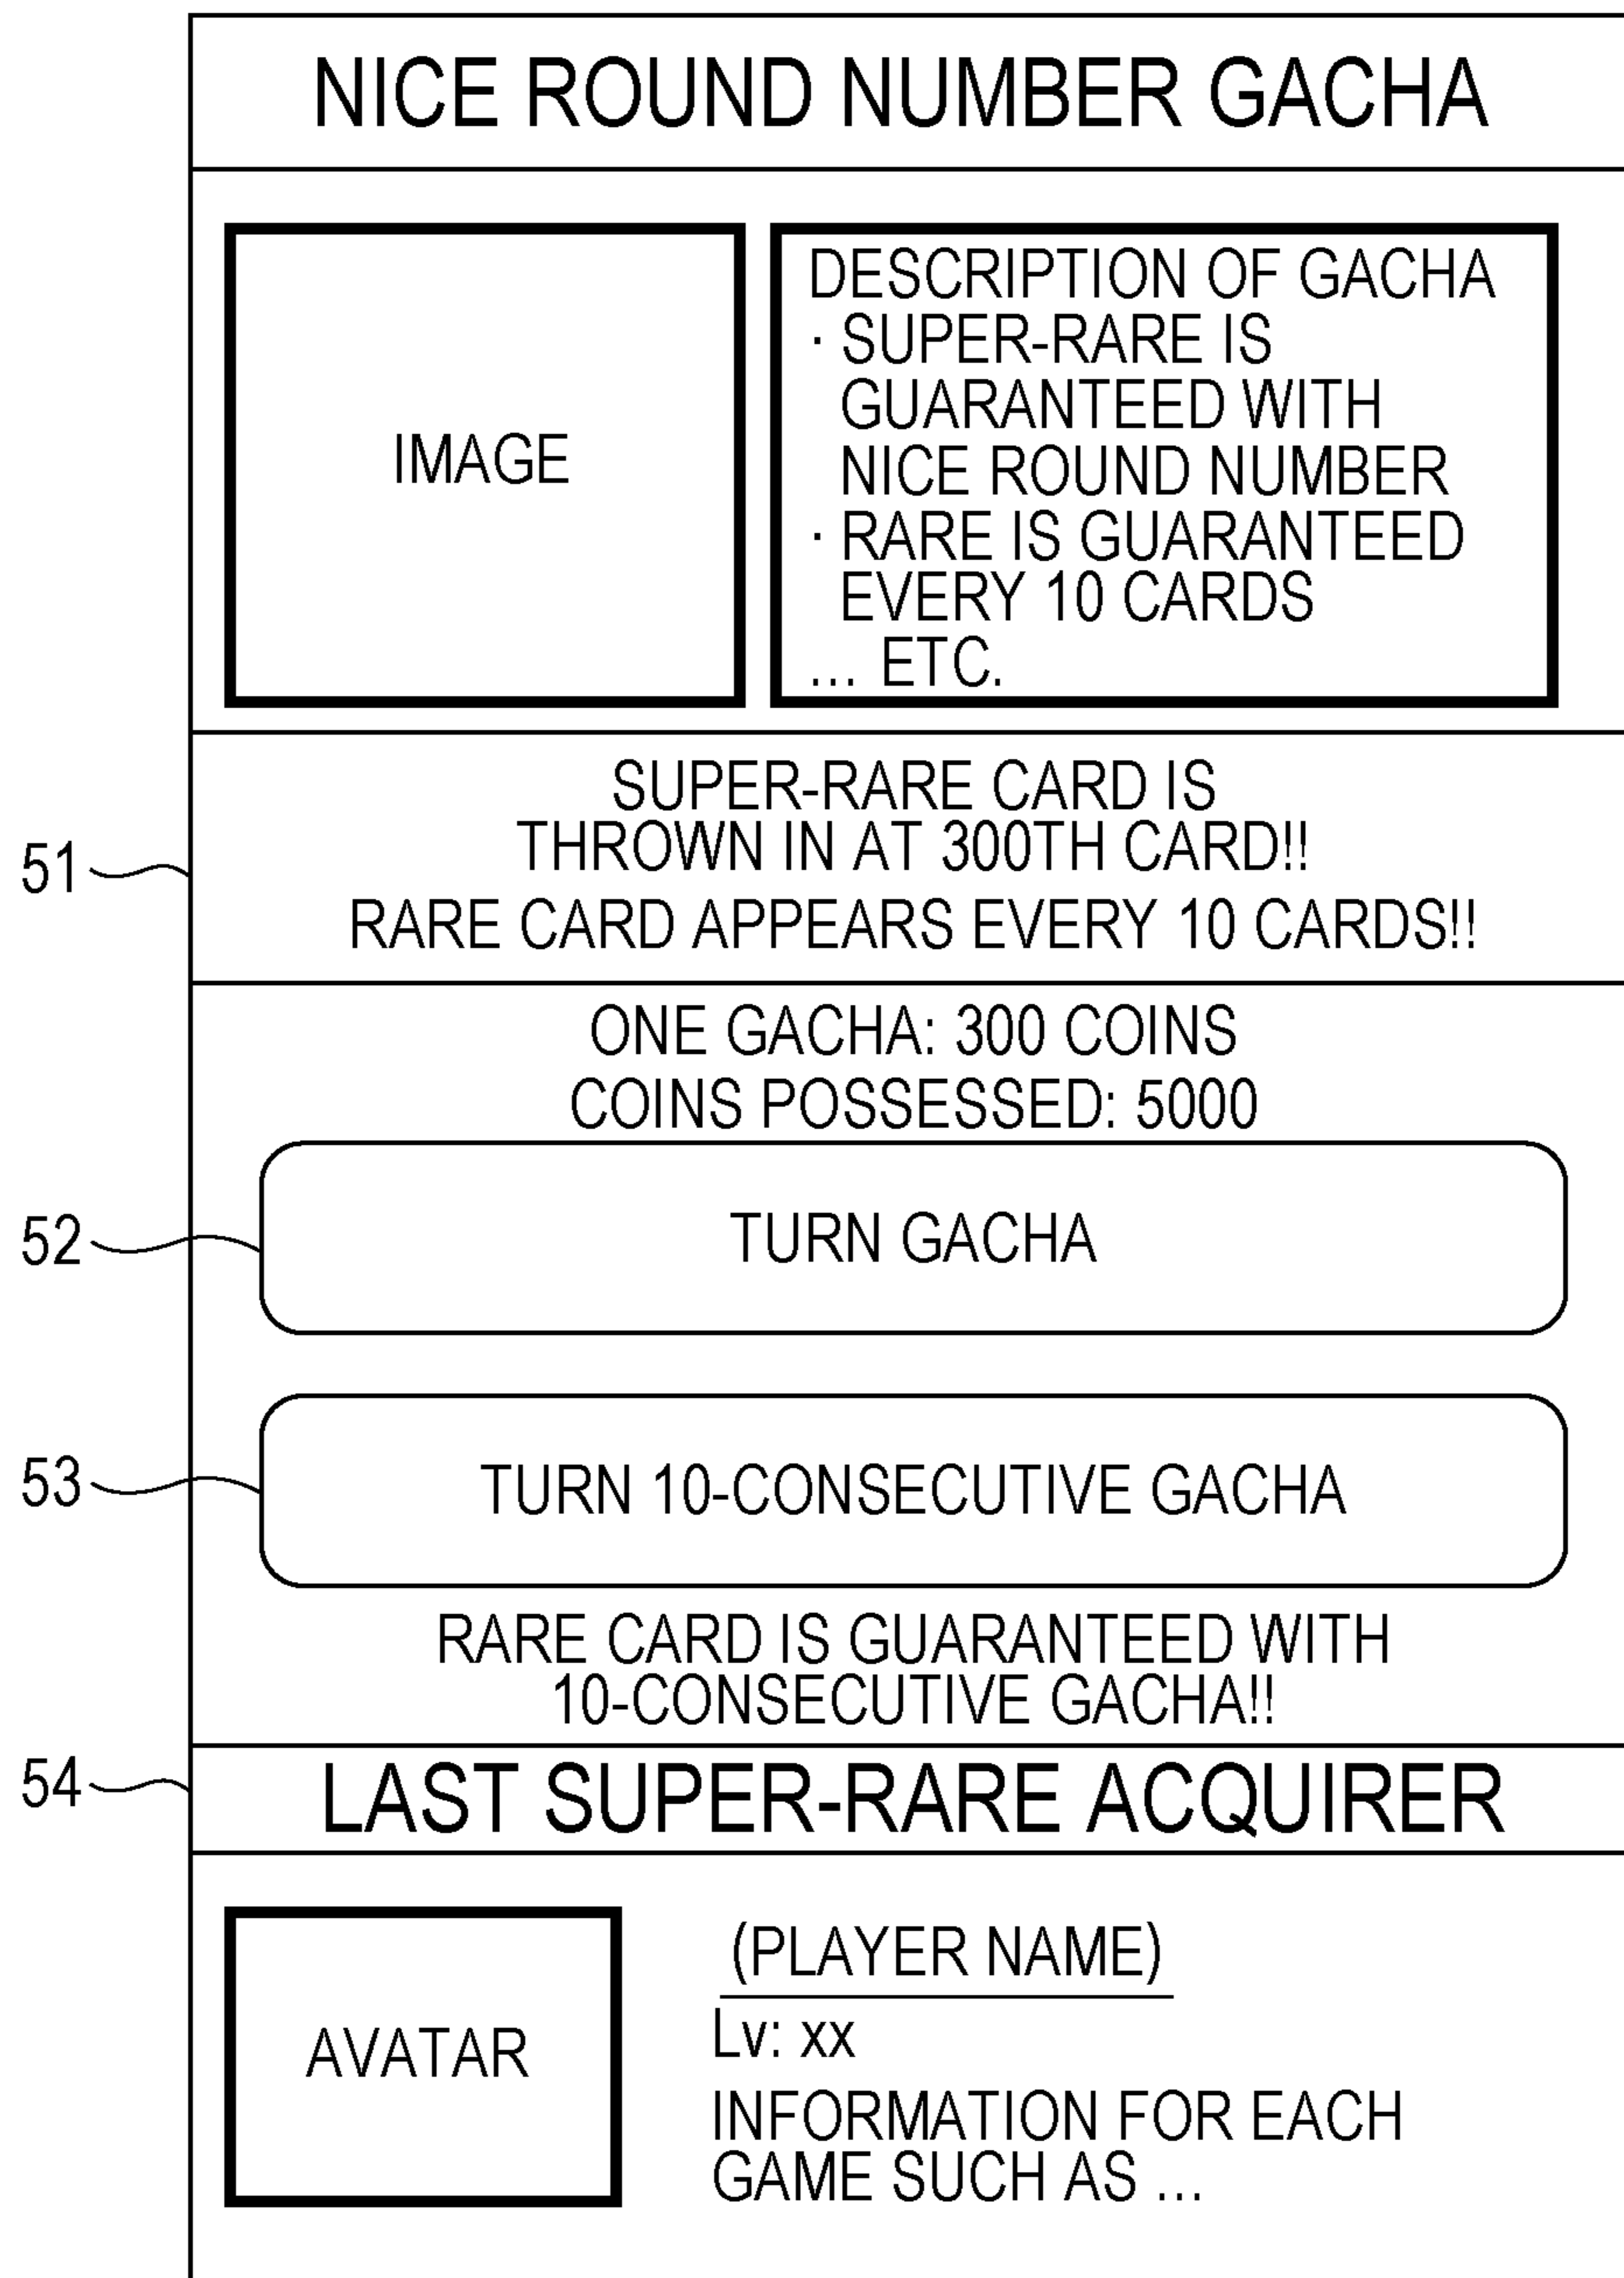 NICE ROUND NUMBER GACHA
IMAGE
DESCRIPTION OF GACHA
· SUPER-RARE IS
GUARANTEED WITH
NICE ROUND NUMBER
· RARE IS GUARANTEED
EVERY 10 CARDS
... ETC.
51
SUPER-RARE CARD IS
THROWN IN AT 300TH CARD!!
RARE CARD APPEARS EVERY 10 CARDS!!
ONE GACHA: 300 COINS
COINS POSSESSED: 5000
52
TURN GACHA
53
TURN 10-CONSECUTIVE GACHA
RARE CARD IS GUARANTEED WITH
10-CONSECUTIVE GACHA!!
54
LAST SUPER-RARE ACQUIRER
AVATAR
(PLAYER NAME)
Lv: xx
INFORMATION FOR EACH
GAME SUCH AS ...